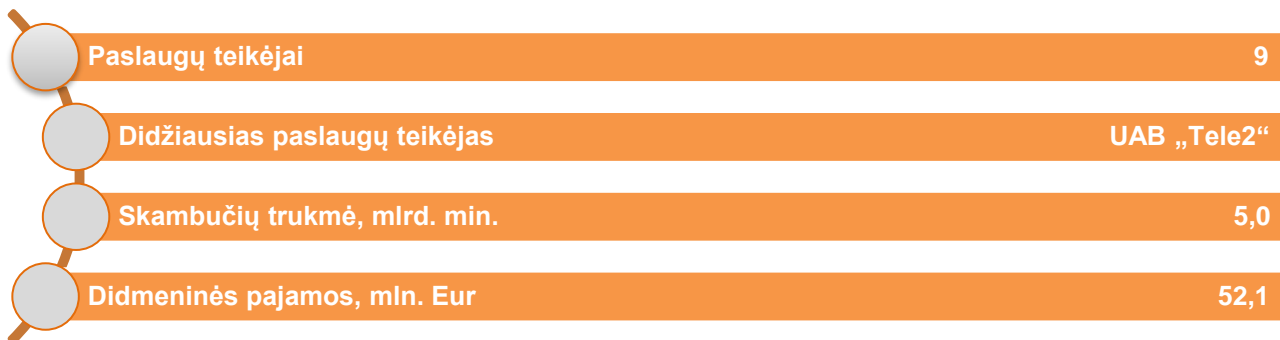 Paslaugų teikėjai 9
Didžiausias paslaugų teikėjas UAB „Tele2“
Skambučių trukmė, mlrd. min. 5,0
Didmeninės pajamos, mln. Eur 52,1